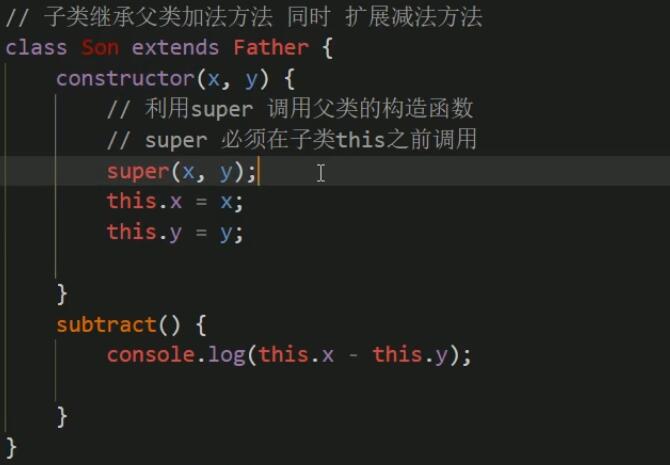 // 子类继承父类加法方法 同时 扩展减法方法
class Son extends Father {
constructor(x, y) {
// 利用super 调用父类的构造函数
// super 必须在子类this之前调用
super(x, y);
this.x = x;
this.y = y;
}
subtract() {
console.log(this.x - this.y);
}
}